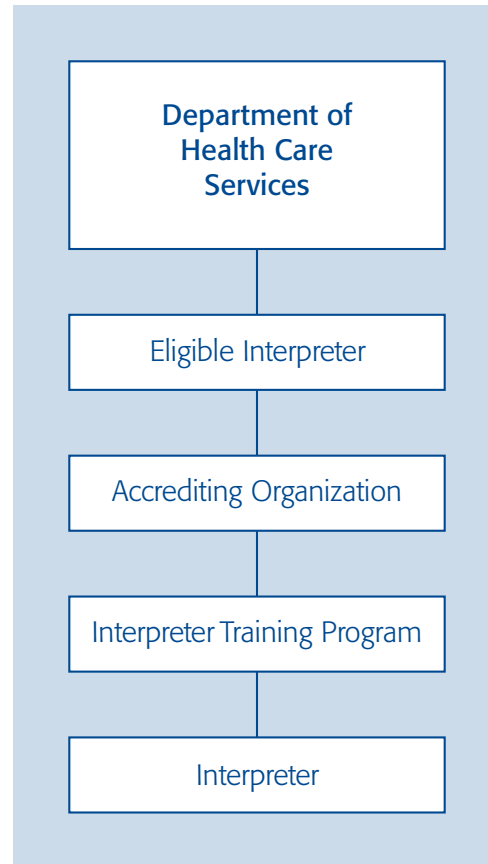 Department of
Health Care
Services
Eligible Interpreter
Accrediting Organization
Interpreter Training Program
Interpreter